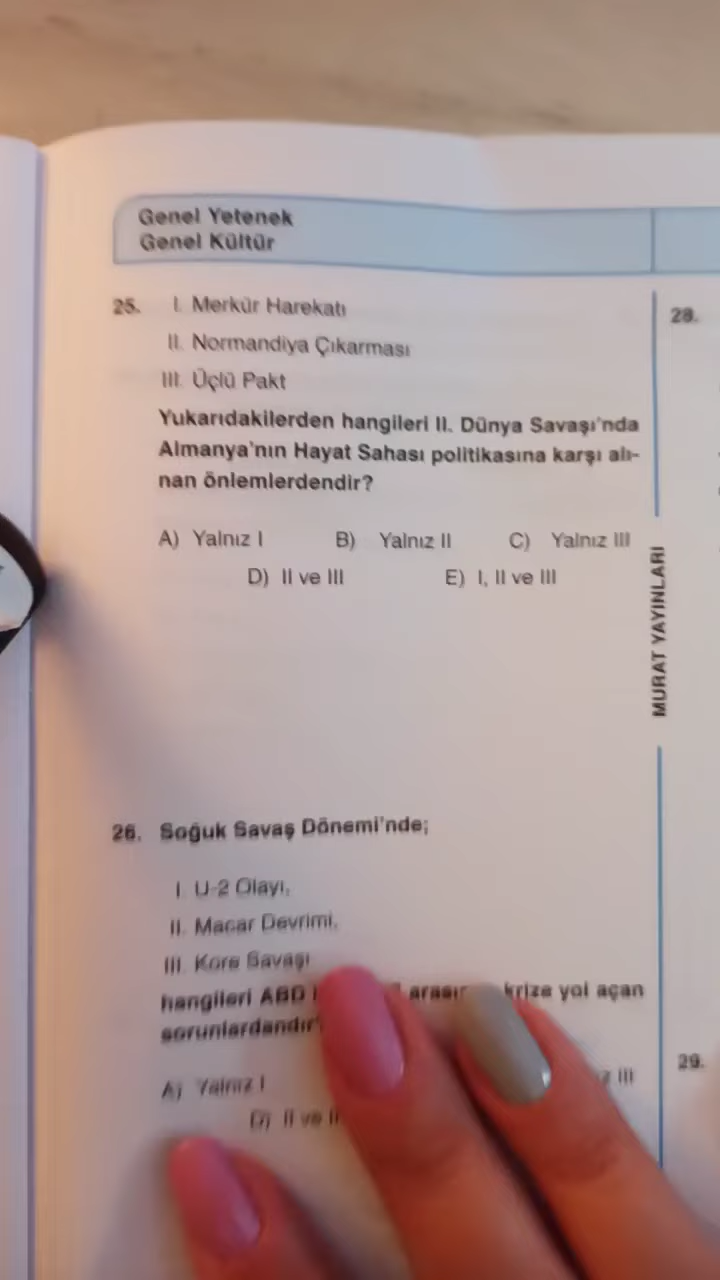 Genel Yetenek
Genel Kültür
25. I. Merkür Harekatı
II. Normandiya Çıkarması
III. Üçlü Pakt
Yukarıdakilerden hangileri II. Dünya Savaşı'nda
Almanya'nın Hayat Sahası politikasına karşı alı-
nan önlemlerdendir?
A) Yalnız I B) Yalnız II C) Yalnız III
D) II ve III E) I, II ve III
26. Soğuk Savaş Dönemi'nde;
I. U-2 Olayı,
II. Macar Devrimi,
III. Kore Savaşı
hangileri ABD krize yol açan
sorunlardandır
A) Yalnız I III
D) II ve
MURAT YAYINLARI
28.
29.